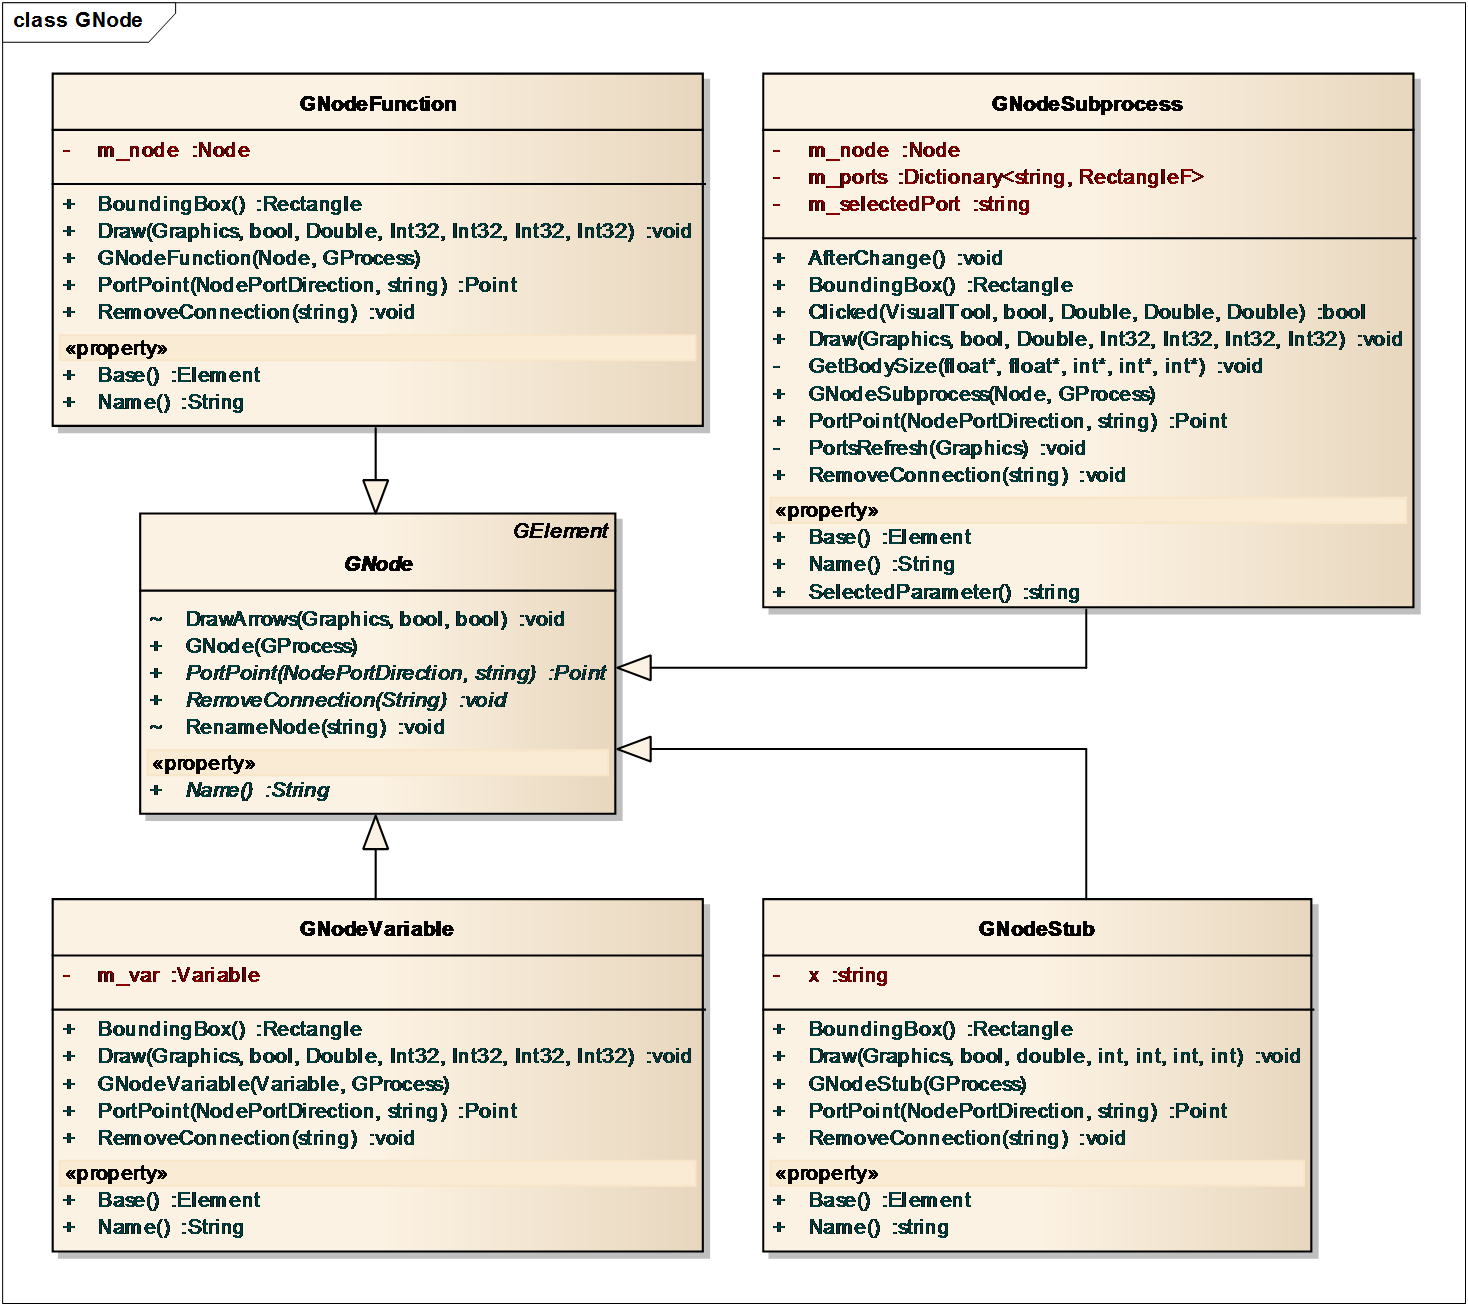 class GNode
GNodeFunction
- m_node :Node
+ BoundingBox() :Rectangle
+ Draw(Graphics, bool, Double, Int32, Int32, Int32, Int32) :void
+ GNodeFunction(Node, GProcess)
+ PortPoint(NodePortDirection, string) :Point
+ RemoveConnection(string) :void
«property»
+ Base() :Element
+ Name() :String
GNodeSubprocess
- m_node :Node
- m_ports :Dictionary<string, RectangleF>
- m_selectedPort :string
+ AfterChange() :void
+ BoundingBox() :Rectangle
+ Clicked(VisualTool, bool, Double, Double, Double) :bool
+ Draw(Graphics, bool, Double, Int32, Int32, Int32, Int32) :void
- GetBodySize(float*, float*, int*, int*, int*) :void
+ GNodeSubprocess(Node, GProcess)
+ PortPoint(NodePortDirection, string) :Point
- PortsRefresh(Graphics) :void
+ RemoveConnection(string) :void
«property»
+ Base() :Element
+ Name() :String
+ SelectedParameter() :string
GElement
GNode
~ DrawArrows(Graphics, bool, bool) :void
+ GNode(GProcess)
+ PortPoint(NodePortDirection, string) :Point
+ RemoveConnection(String) :void
~ RenameNode(string) :void
«property»
+ Name() :String
GNodeVariable
- m_var :Variable
+ BoundingBox() :Rectangle
+ Draw(Graphics, bool, Double, Int32, Int32, Int32, Int32) :void
+ GNodeVariable(Variable, GProcess)
+ PortPoint(NodePortDirection, string) :Point
+ RemoveConnection(string) :void
«property»
+ Base() :Element
+ Name() :String
GNodeStub
- x :string
+ BoundingBox() :Rectangle
+ Draw(Graphics, bool, double, int, int, int, int) :void
+ GNodeStub(GProcess)
+ PortPoint(NodePortDirection, string) :Point
+ RemoveConnection(string) :void
«property»
+ Base() :Element
+ Name() :string